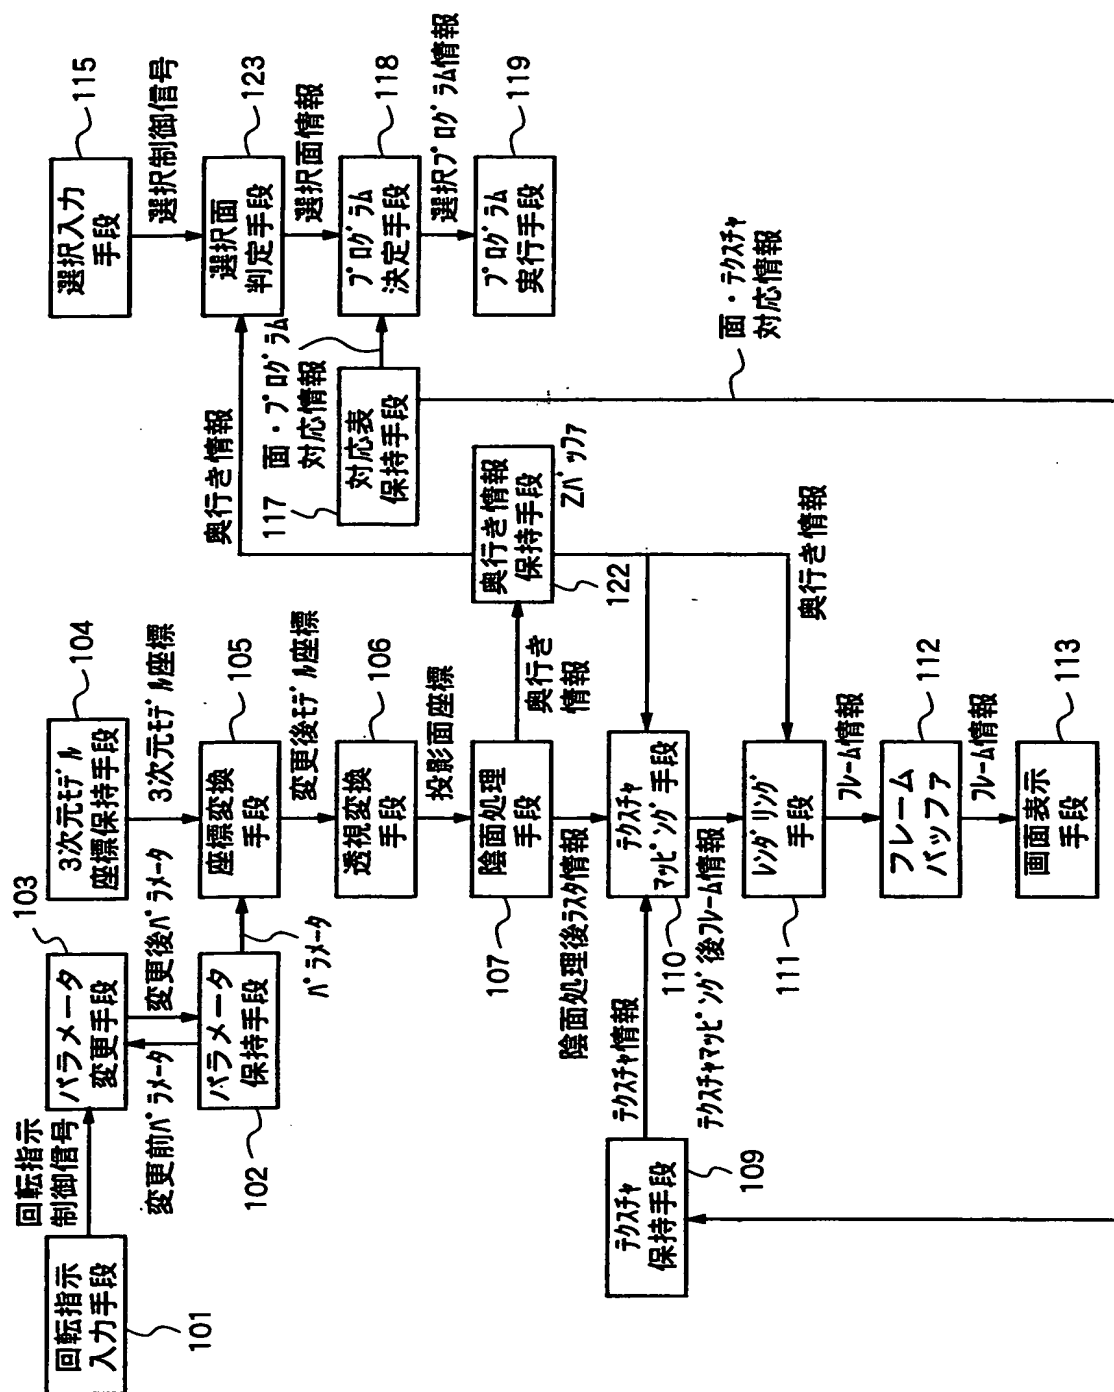 回転指示
入力手段
101
回転指示
制御信号
パラメータ
変更手段
103
変更前パラメータ
変更後パラメータ
パラメータ
保持手段
102
パラメータ
3次元モデル
座標保持手段
104
3次元モデル座標
座標変換
手段
105
変更後モデル座標
透視変換
手段
106
投影面座標
陰面処理
手段
107
奥行き
情報
奥行き情報
保持手段
Zバッファ
122
奥行き情報
奥行き情報
陰面処理後ラスタ情報
テクスチャ
マッピング手段
110
テクスチャ情報
テクスチャ
保持手段
109
テクスチャマッピング後フレーム情報
レンダリング
手段
111
フレーム情報
フレーム
バッファ
112
フレーム情報
画面表示
手段
113
選択入力
手段
115
選択制御信号
選択面
判定手段
123
選択面情報
プログラム
決定手段
118
選択プログラム情報
プログラム
実行手段
119
117
面・プログラム
対応情報
対応表
保持手段
面・テクスチャ
対応情報